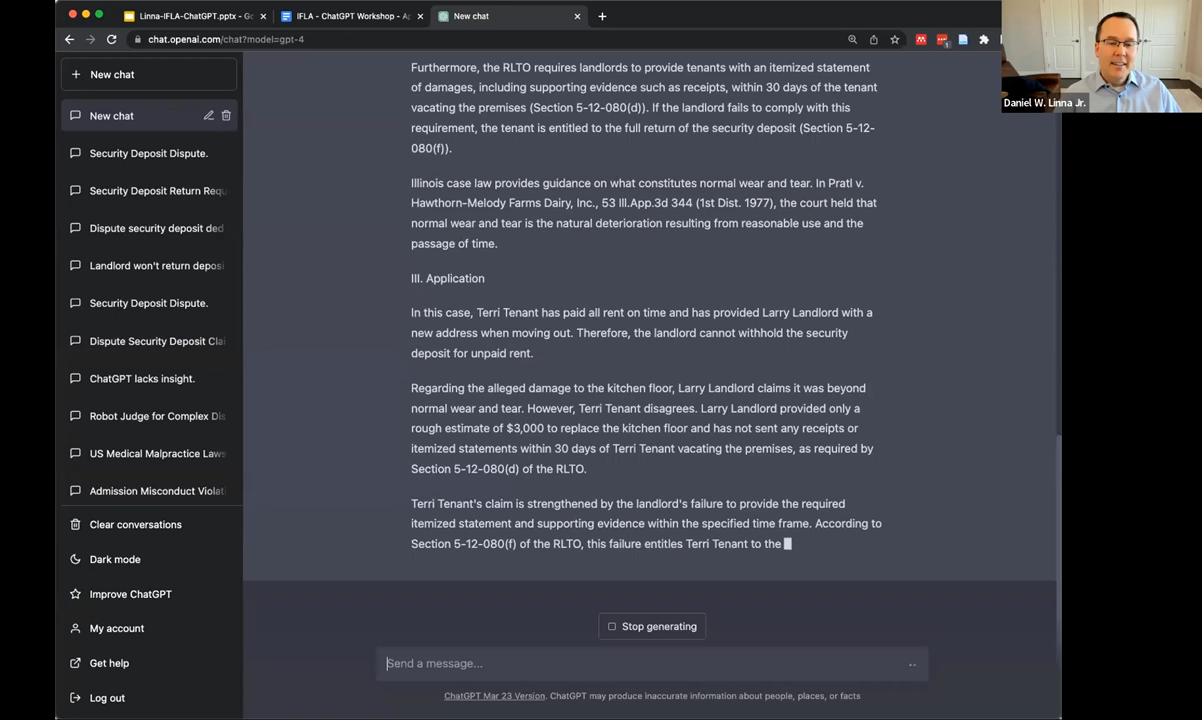 Linna-IFLA-ChatGPT.pptx - Go
IFLA - ChatGPT Workshop - Ap
New chat
chat.openai.com/chat?model=gpt-4
1
Daniel W. Linna Jr.
New chat
New chat
Security Deposit Dispute.
Security Deposit Return Requ
Dispute security deposit ded
Landlord won't return deposi
Security Deposit Dispute.
Dispute Security Deposit Clai
ChatGPT lacks insight.
Robot Judge for Complex Dis
US Medical Malpractice Laws
Admission Misconduct Violati
Clear conversations
Dark mode
Improve ChatGPT
My account
Get help
Log out
Furthermore, the RLTO requires landlords to provide tenants with an itemized statement
of damages, including supporting evidence such as receipts, within 30 days of the tenant
vacating the premises (Section 5-12-080(d)). If the landlord fails to comply with this
requirement, the tenant is entitled to the full return of the security deposit (Section 5-12-
080(f)).
Illinois case law provides guidance on what constitutes normal wear and tear. In Pratl v.
Hawthorn-Melody Farms Dairy, Inc., 53 Ill.App.3d 344 (1st Dist. 1977), the court held that
normal wear and tear is the natural deterioration resulting from reasonable use and the
passage of time.
III. Application
In this case, Terri Tenant has paid all rent on time and has provided Larry Landlord with a
new address when moving out. Therefore, the landlord cannot withhold the security
deposit for unpaid rent.
Regarding the alleged damage to the kitchen floor, Larry Landlord claims it was beyond
normal wear and tear. However, Terri Tenant disagrees. Larry Landlord provided only a
rough estimate of $3,000 to replace the kitchen floor and has not sent any receipts or
itemized statements within 30 days of Terri Tenant vacating the premises, as required by
Section 5-12-080(d) of the RLTO.
Terri Tenant's claim is strengthened by the landlord's failure to provide the required
itemized statement and supporting evidence within the specified time frame. According to
Section 5-12-080(f) of the RLTO, this failure entitles Terri Tenant to the
Stop generating
Send a message...
ChatGPT Mar 23 Version. ChatGPT may produce inaccurate information about people, places, or facts